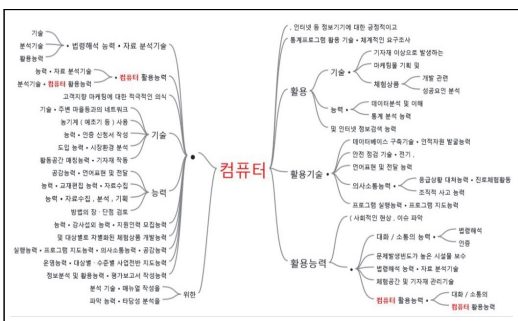 기술
분석기술
활용능력
• 법령해석 능력 • 자료 분석기술
능력 • 자료 분석기술
분석기술 • 컴퓨터 활용능력
• 컴퓨터 활용능력
고객지향 마케팅에 대한 적극적인 의식
기술 • 주변 마을들과의 네트워크
농기계 ( 예초기 등 ) 사용
능력 • 인증 신청서 작성
도입 능력 • 시장환경 분석
활동공간 매칭능력 • 기자재 작동
기술
공감능력 • 언어표현 및 전달
능력 • 교재편집 능력 • 자료수집
능력 • 자료수집 , 분석 , 기획
방법의 장 · 단점 검토
능력
능력 • 강사섭외 능력 • 지원인력 모집능력
및 대상별로 차별화된 체험상품 개발능력
실행능력 • 프로그램 지도능력 • 의사소통능력 • 공감능력
운영능력 • 대상별 · 수준별 사업전반 지도능력
정보분석 및 활용능력 • 평가보고서 작성능력
분석 기술 • 매뉴얼 작성을
파악 능력 • 타당성 분석을
위한
컴퓨터
, 인터넷 등 정보기기에 대한 긍정적이고
통계프로그램 활용 기술 • 체계적인 요구조사
활용
기술 •
기자재 이상으로 발생하는
마케팅을 기획 및
체험상품 •
개발 관련
성공요인 분석
능력 •
데이터분석 및 이해
통계 분석 능력
및 인터넷 정보검색 능력
활용기술 •
데이터베이스 구축기술 • 인적자원 발굴능력
안전 점검 기술 • 전기 ,
언어표현 및 전달 능력
의사소통능력 •
응급상황 대처능력 • 진로체험활동
조직적 사고 능력
프로그램 실행능력 • 프로그램 지도능력
활용능력
( 사회적인 현상 , 이슈 파악
대화 / 소통의 능력 •
법령해석
인증
문제발생빈도가 높은 시설물 보수
법령해석 능력 • 자료 분석기술
체험공간 및 기자재 관리기술
컴퓨터 활용능력 •
대화 / 소통의
컴퓨터 활용능력